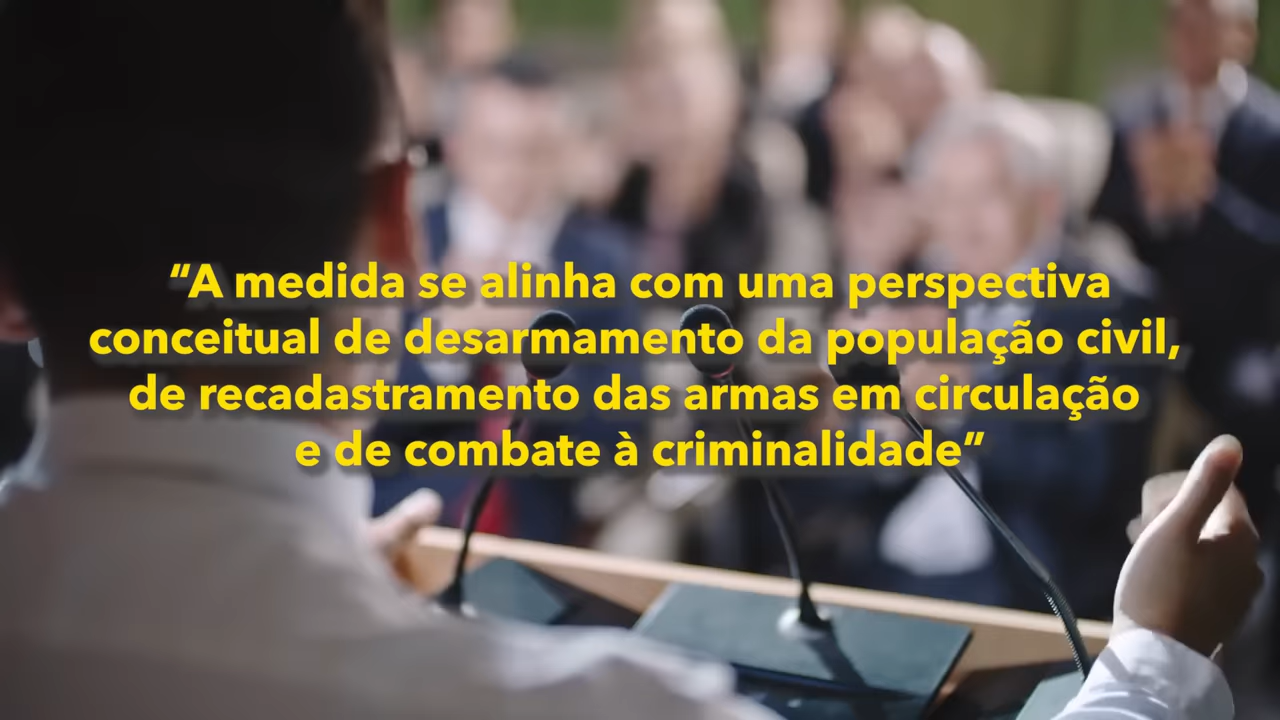 “A medida se alinha com uma perspectiva
conceitual de desarmamento da população civil,
de recadastramento das armas em circulação
e de combate à criminalidade”